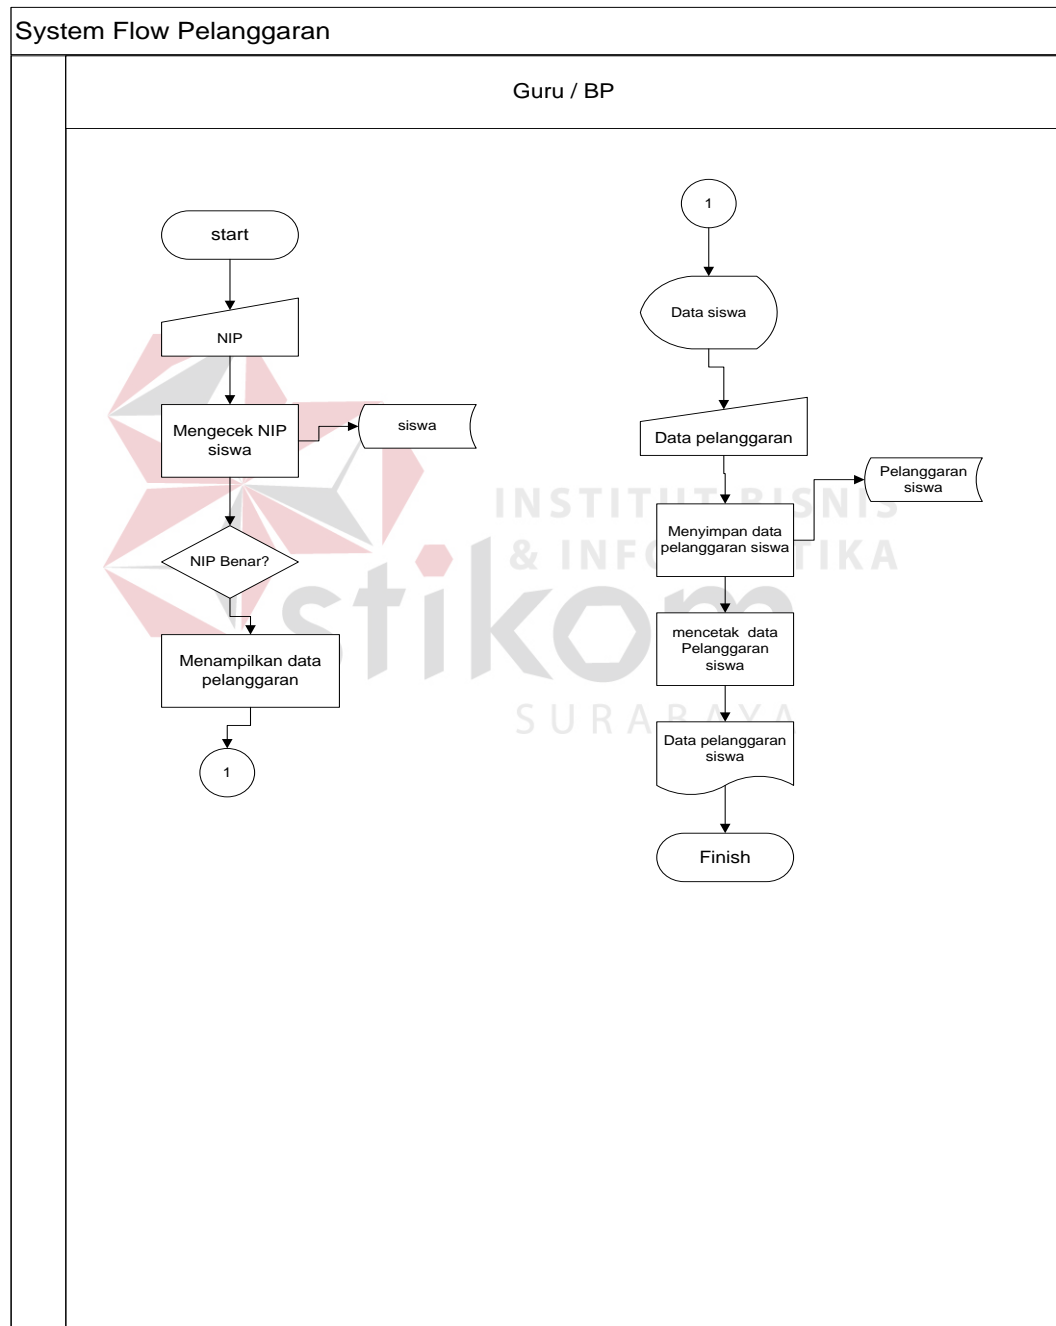 System Flow Pelanggaran
Guru / BP
start
NIP
Mengecek NIP
siswa
siswa
NIP Benar?
Menampilkan data
pelanggaran
1
1
Data siswa
Data pelanggaran
Pelanggaran
siswa
Menyimpan data
pelanggaran siswa
mencetak data
Pelanggaran
siswa
Data pelanggaran
siswa
Finish
INSTITUT BISNIS
& INFORMATIKA
stikom
SURABAYA